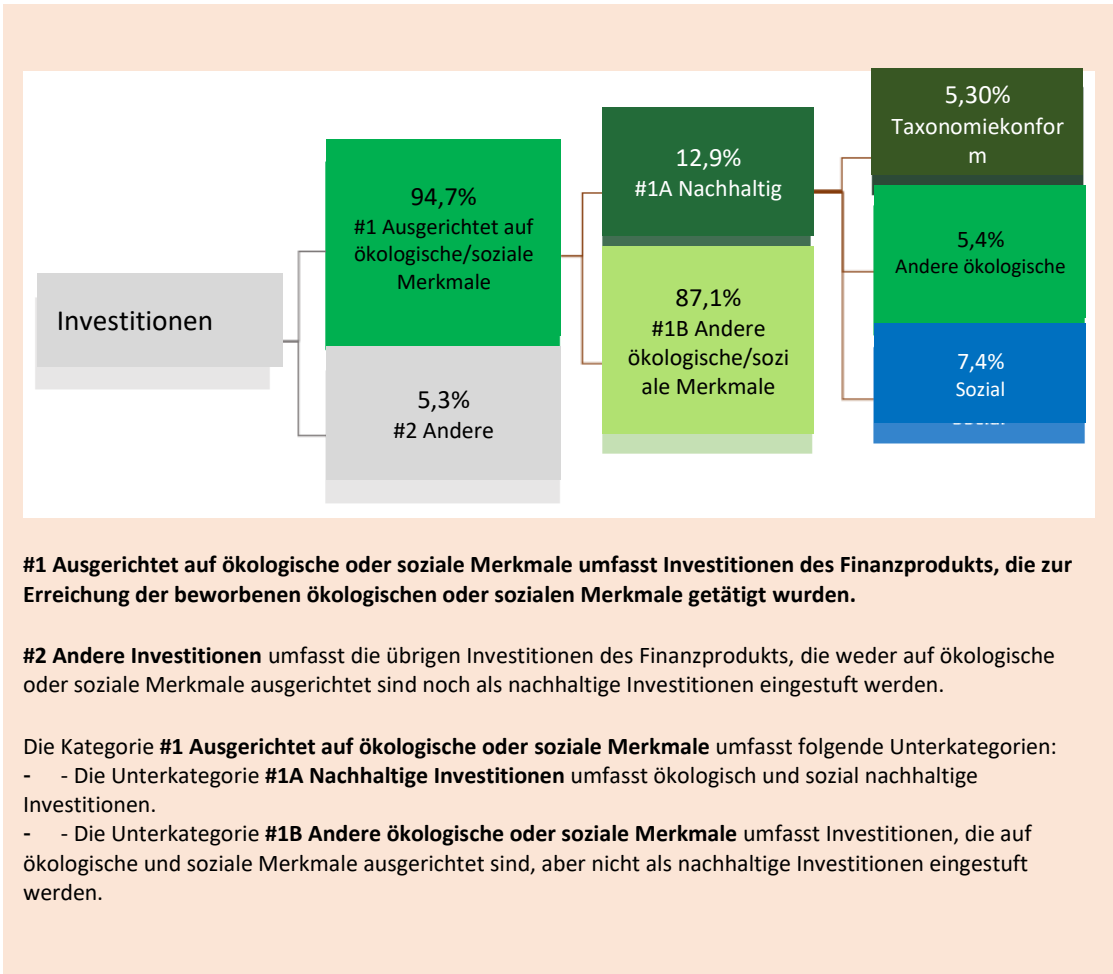 Investitionen
94,7%
#1 Ausgerichtet auf
ökologische/soziale
Merkmale
5,3%
#2 Andere
12,9%
#1A Nachhaltig
87,1%
#1B Andere
ökologische/sozi
ale Merkmale
5,30%
Taxonomiekonfor
m
5,4%
Andere ökologische
7,4%
Sozial
#1 Ausgerichtet auf ökologische oder soziale Merkmale umfasst Investitionen des Finanzprodukts, die zur
Erreichung der beworbenen ökologischen oder sozialen Merkmale getätigt wurden.
#2 Andere Investitionen umfasst die übrigen Investitionen des Finanzprodukts, die weder auf ökologische
oder soziale Merkmale ausgerichtet sind noch als nachhaltige Investitionen eingestuft werden.
Die Kategorie #1 Ausgerichtet auf ökologische oder soziale Merkmale umfasst folgende Unterkategorien:
- - Die Unterkategorie #1A Nachhaltige Investitionen umfasst ökologisch und sozial nachhaltige
Investitionen.
- - Die Unterkategorie #1B Andere ökologische oder soziale Merkmale umfasst Investitionen, die auf
ökologische und soziale Merkmale ausgerichtet sind, aber nicht als nachhaltige Investitionen eingestuft
werden.